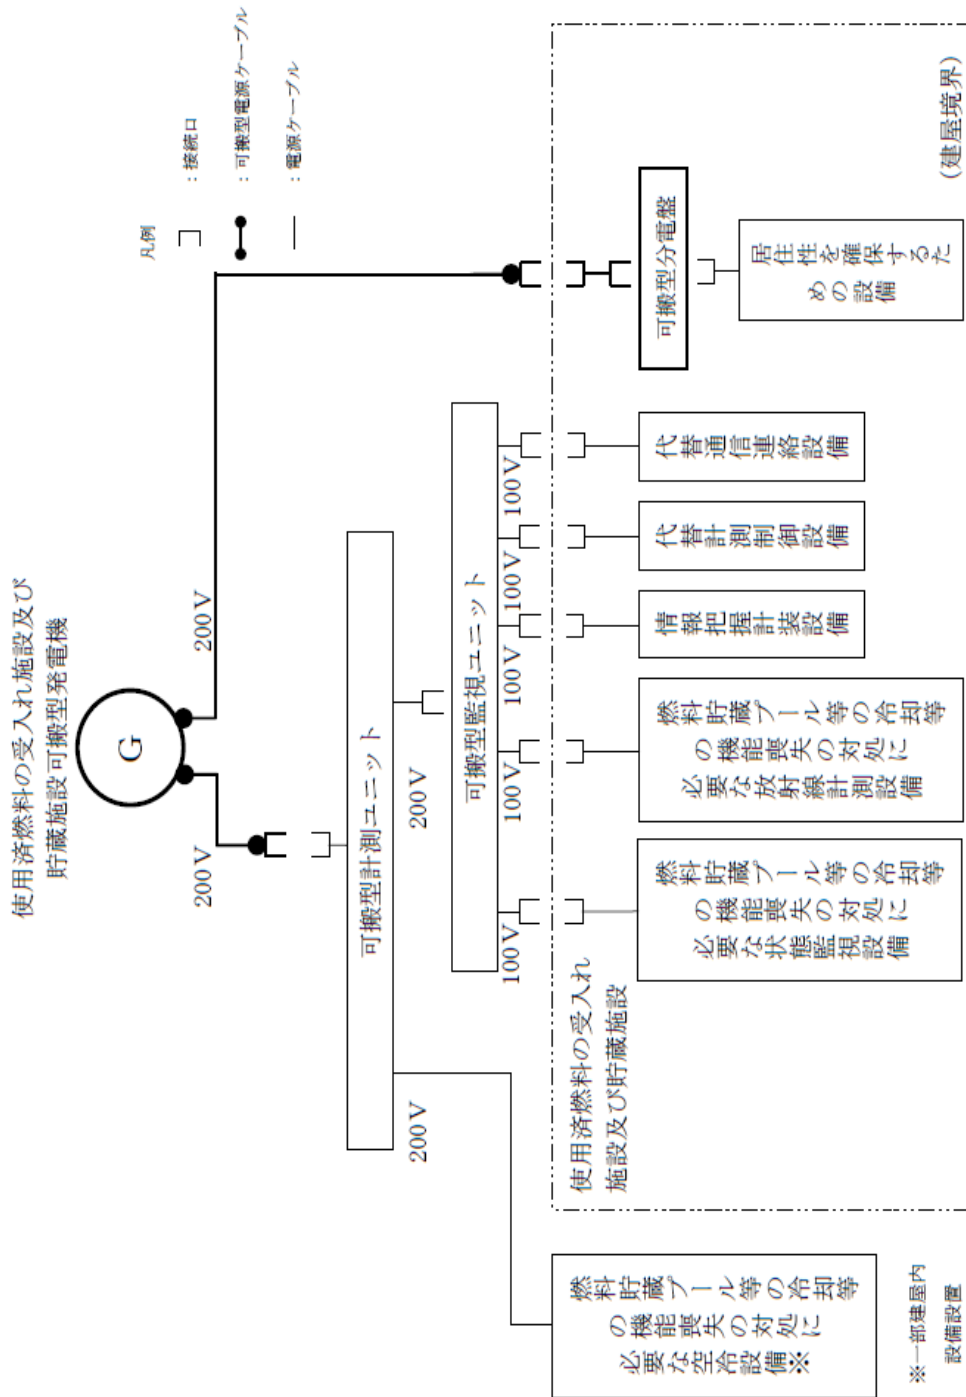 使用済燃料の受入れ施設及び
貯蔵施設可搬型発電機
G
200V
200V
凡例
：接続口
：可搬型電源ケーブル
：電源ケーブル
可搬型計測ユニット
200V
200V
可搬型監視ユニット
100V
100V
100V
100V
100V
使用済燃料の受入れ
施設及び貯蔵施設
燃料貯蔵プール等の冷却等
の機能喪失の対処に
必要な空冷設備※
燃料貯蔵プール等の冷却等
の機能喪失の対処に
必要な状態監視設備
燃料貯蔵プール等の冷却等
の機能喪失の対処に
必要な放射線計測設備
情報把握計装設備
代替計測制御設備
代替通信連絡設備
可搬型分電盤
居住性を確保するた
めの設備
(建屋境界)
※一部建屋内
設備設置